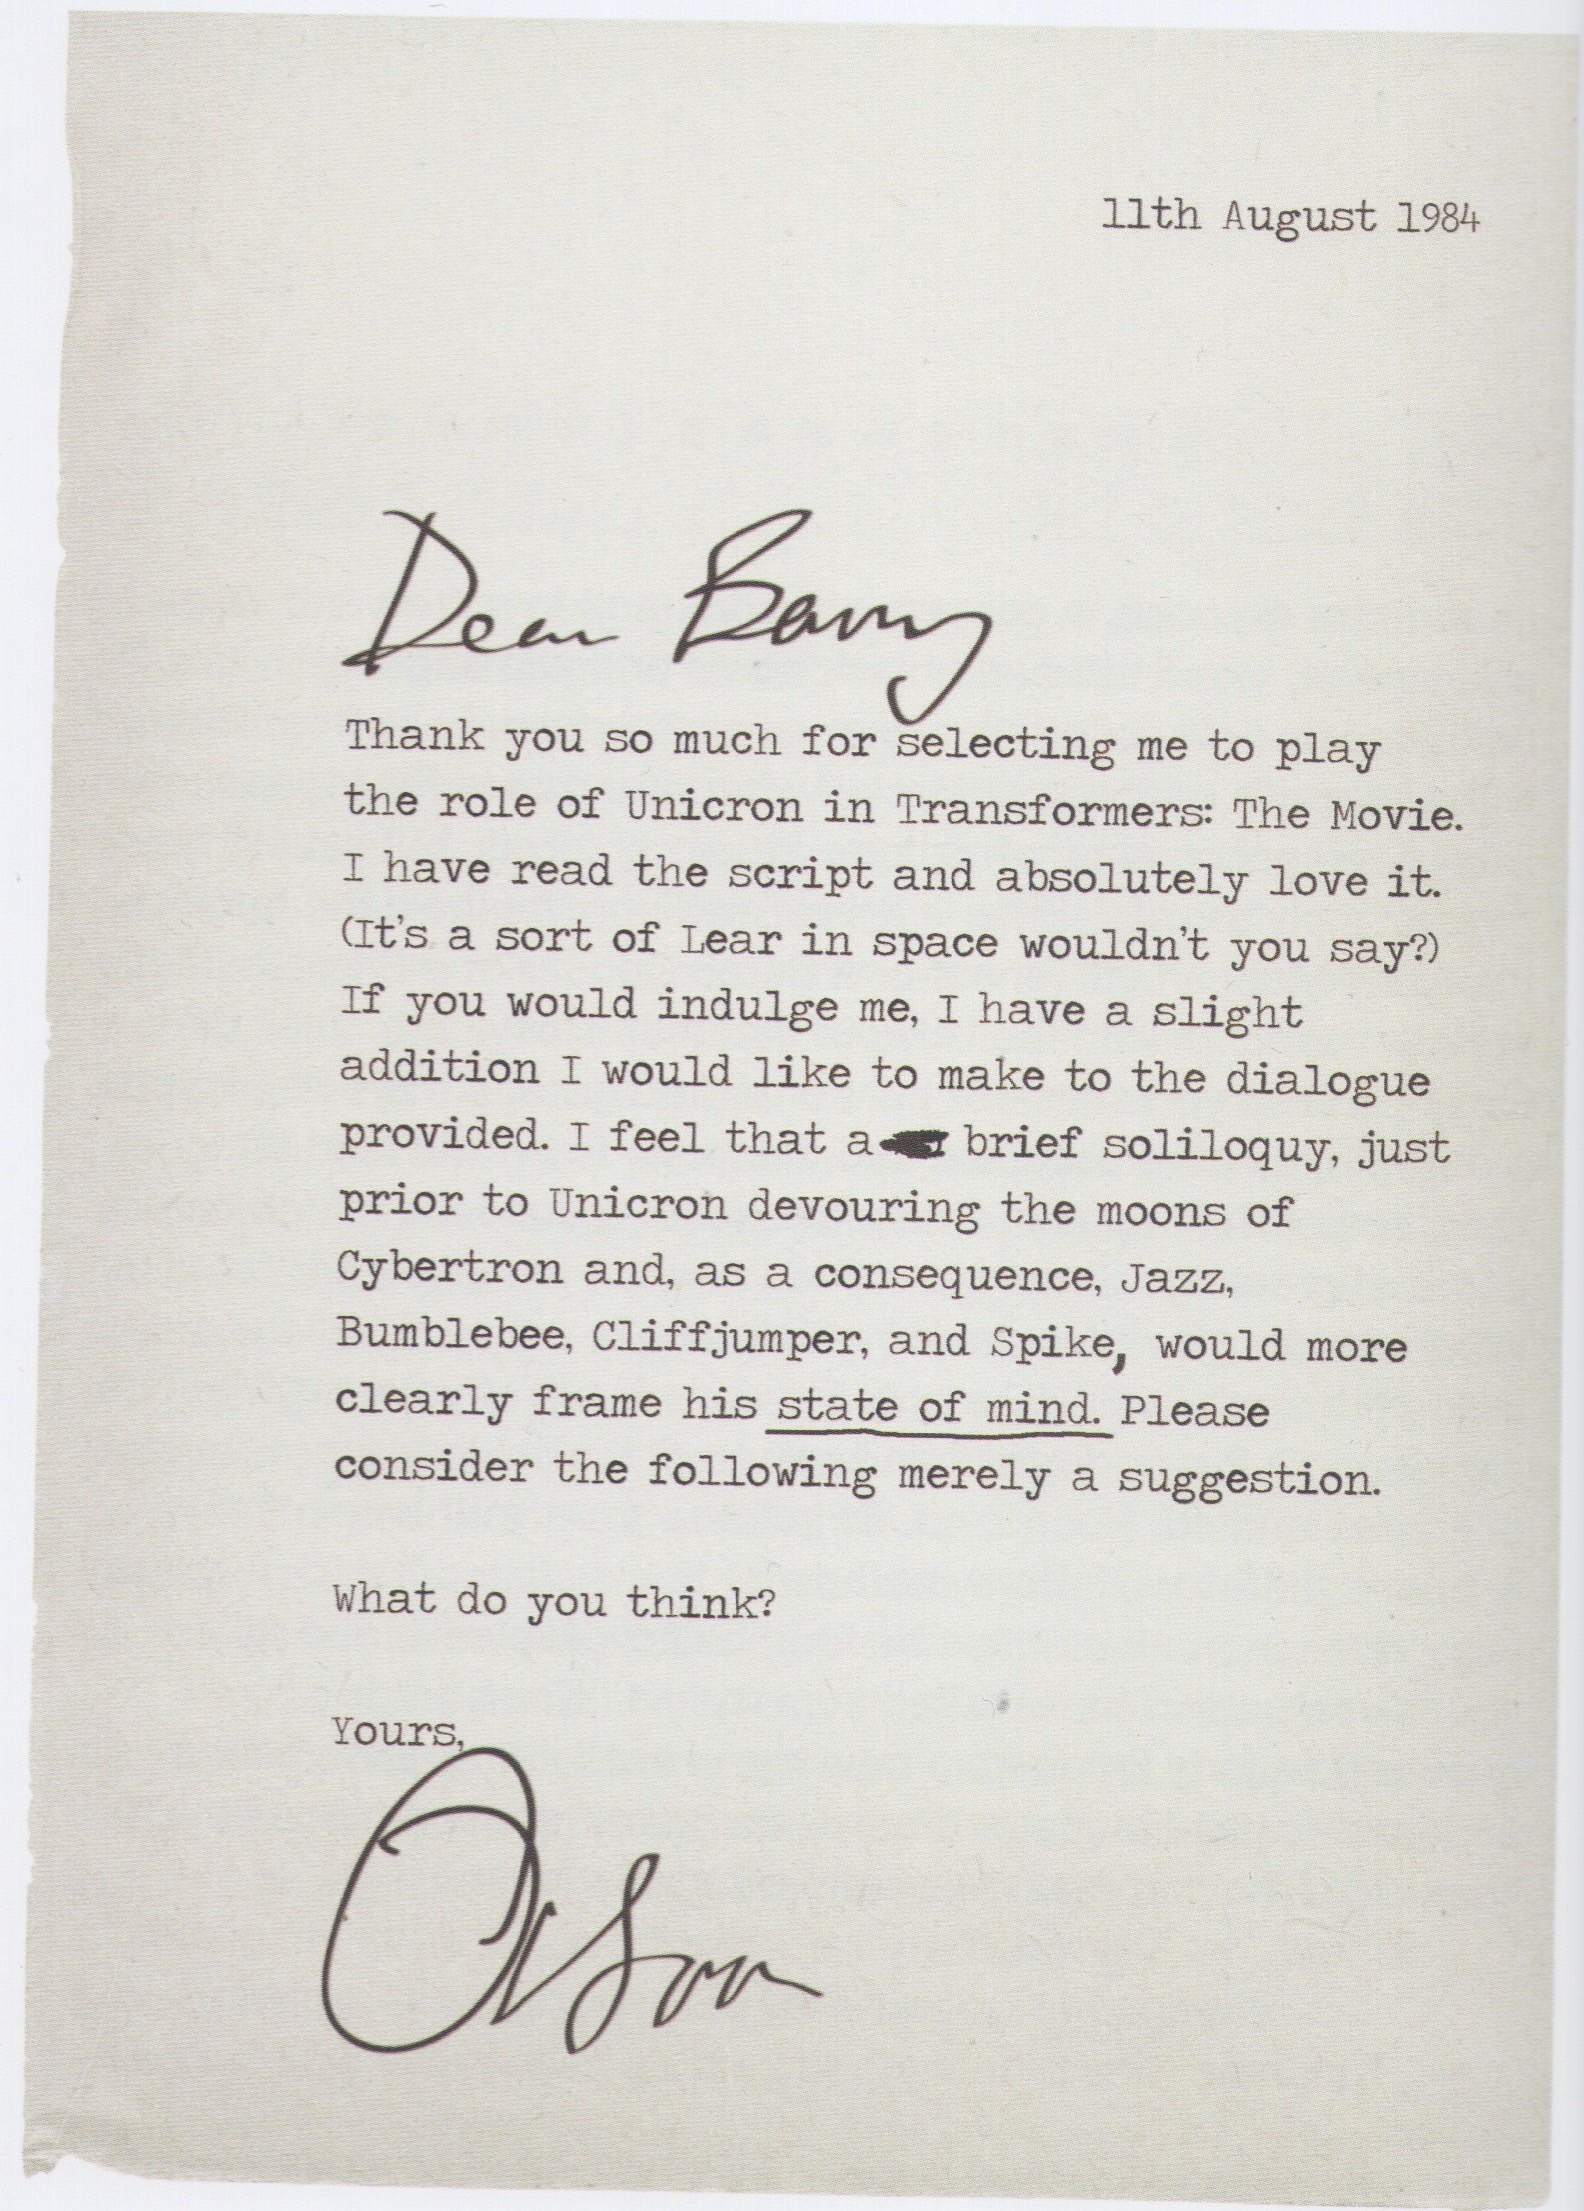 11th August 1984
Dear Barry
Thank you so much for selecting me to play
the role of Unicron in Transformers: The Movie.
I have read the script and absolutely love it.
(It's a sort of Lear in space wouldn't you say?)
If you would indulge me, I have a slight
addition I would like to make to the dialogue
provided. I feel that a brief soliloquy, just
prior to Unicron devouring the moons of
Cybertron and, as a consequence, Jazz,
Bumblebee, Cliffjumper, and Spike, would more
clearly frame his state of mind. Please
consider the following merely a suggestion.
What do you think?
Yours,
Orson